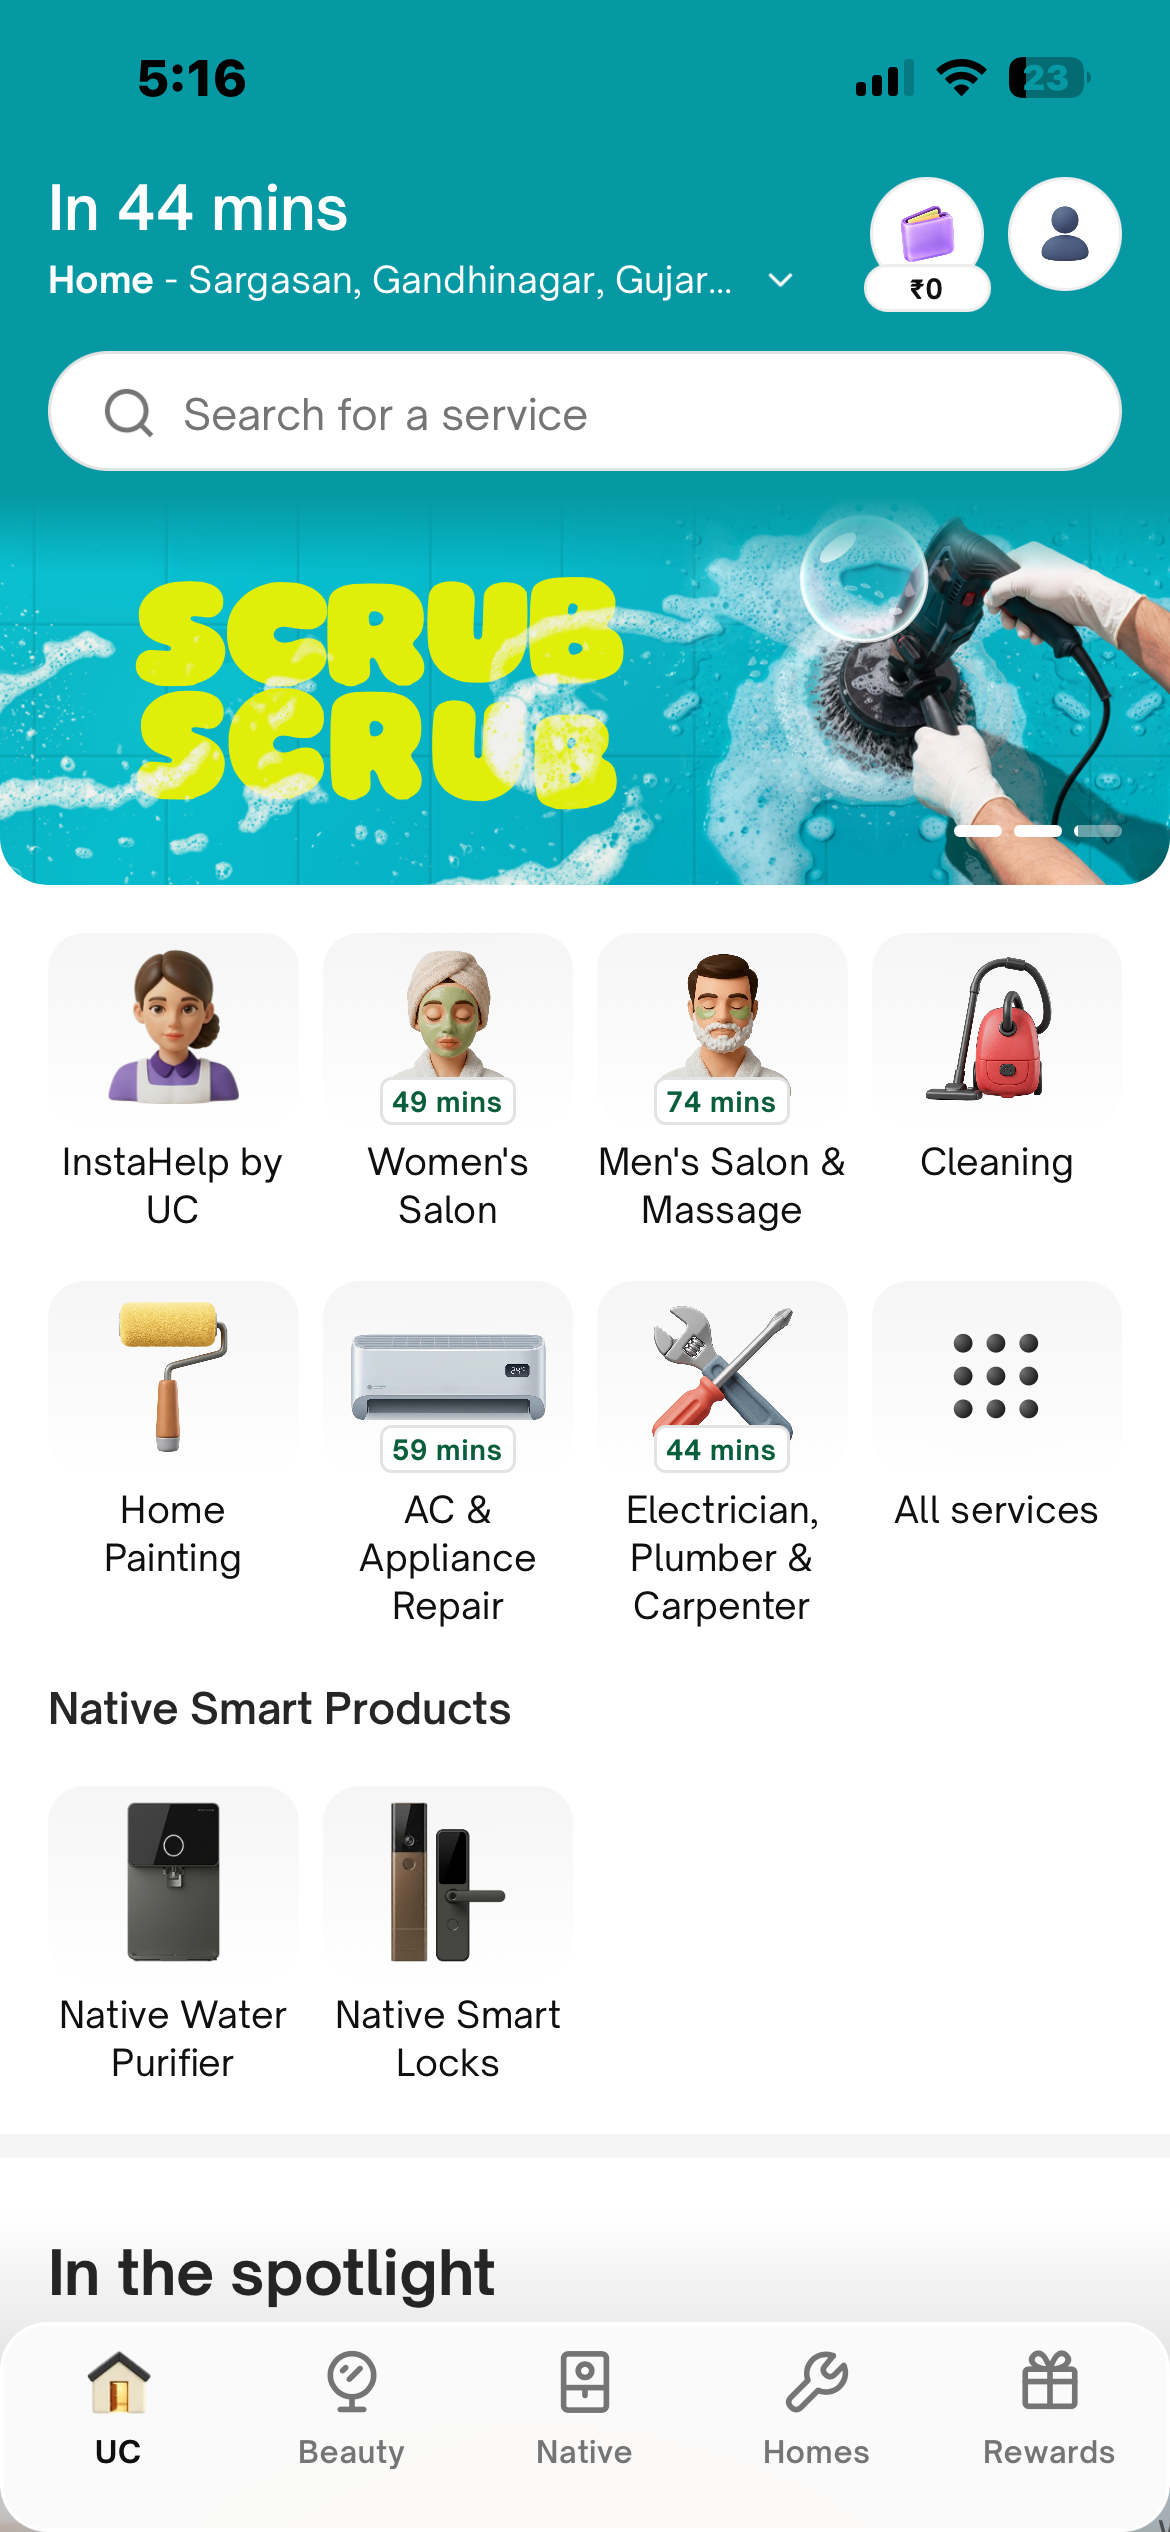 5:16
23
In 44 mins
Home - Sargasan, Gandhinagar, Gujar...
₹0
Search for a service
SCRUB
SCRUB
49 mins
74 mins
InstaHelp by
UC
Women's
Salon
Men's Salon &
Massage
Cleaning
24°c
59 mins
44 mins
Home
Painting
AC &
Appliance
Repair
Electrician,
Plumber &
Carpenter
All services
Native Smart Products
Native Water
Purifier
Native Smart
Locks
In the spotlight
UC
Beauty
Native
Homes
Rewards